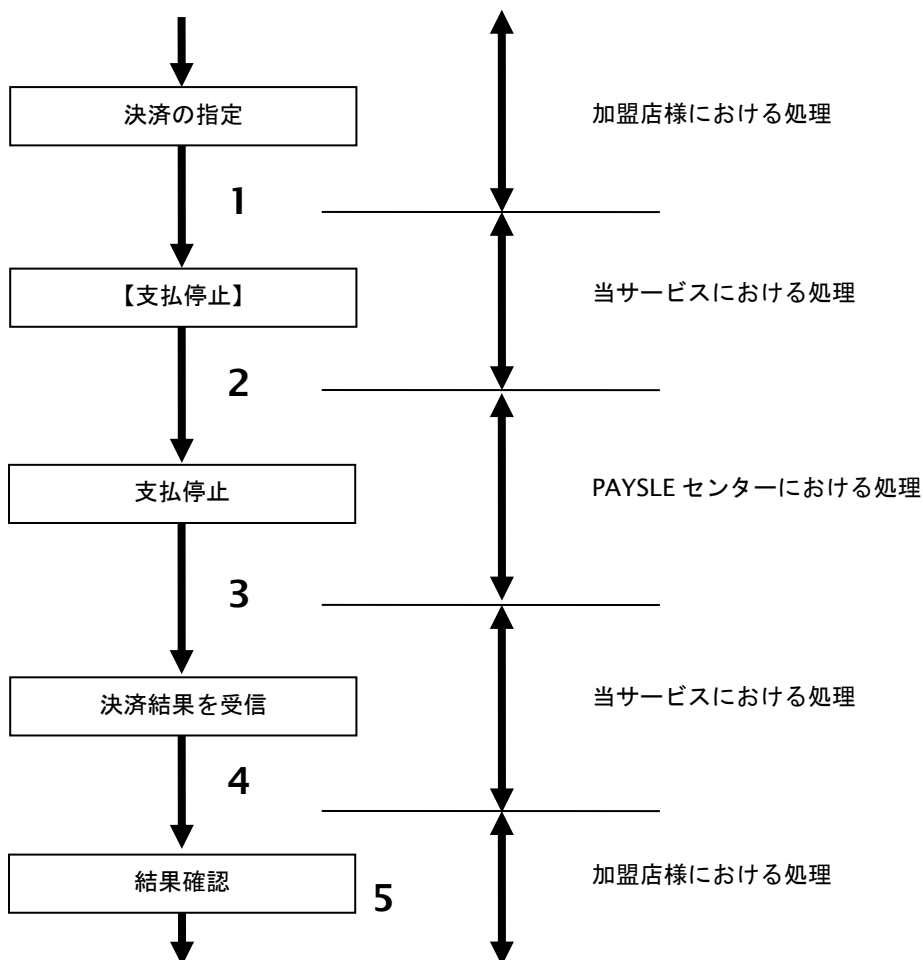 決済の指定
加盟店様における処理
1
【支払停止】
当サービスにおける処理
2
支払停止
PAYSLE センターにおける処理
3
決済結果を受信
当サービスにおける処理
4
結果確認
5
加盟店様における処理